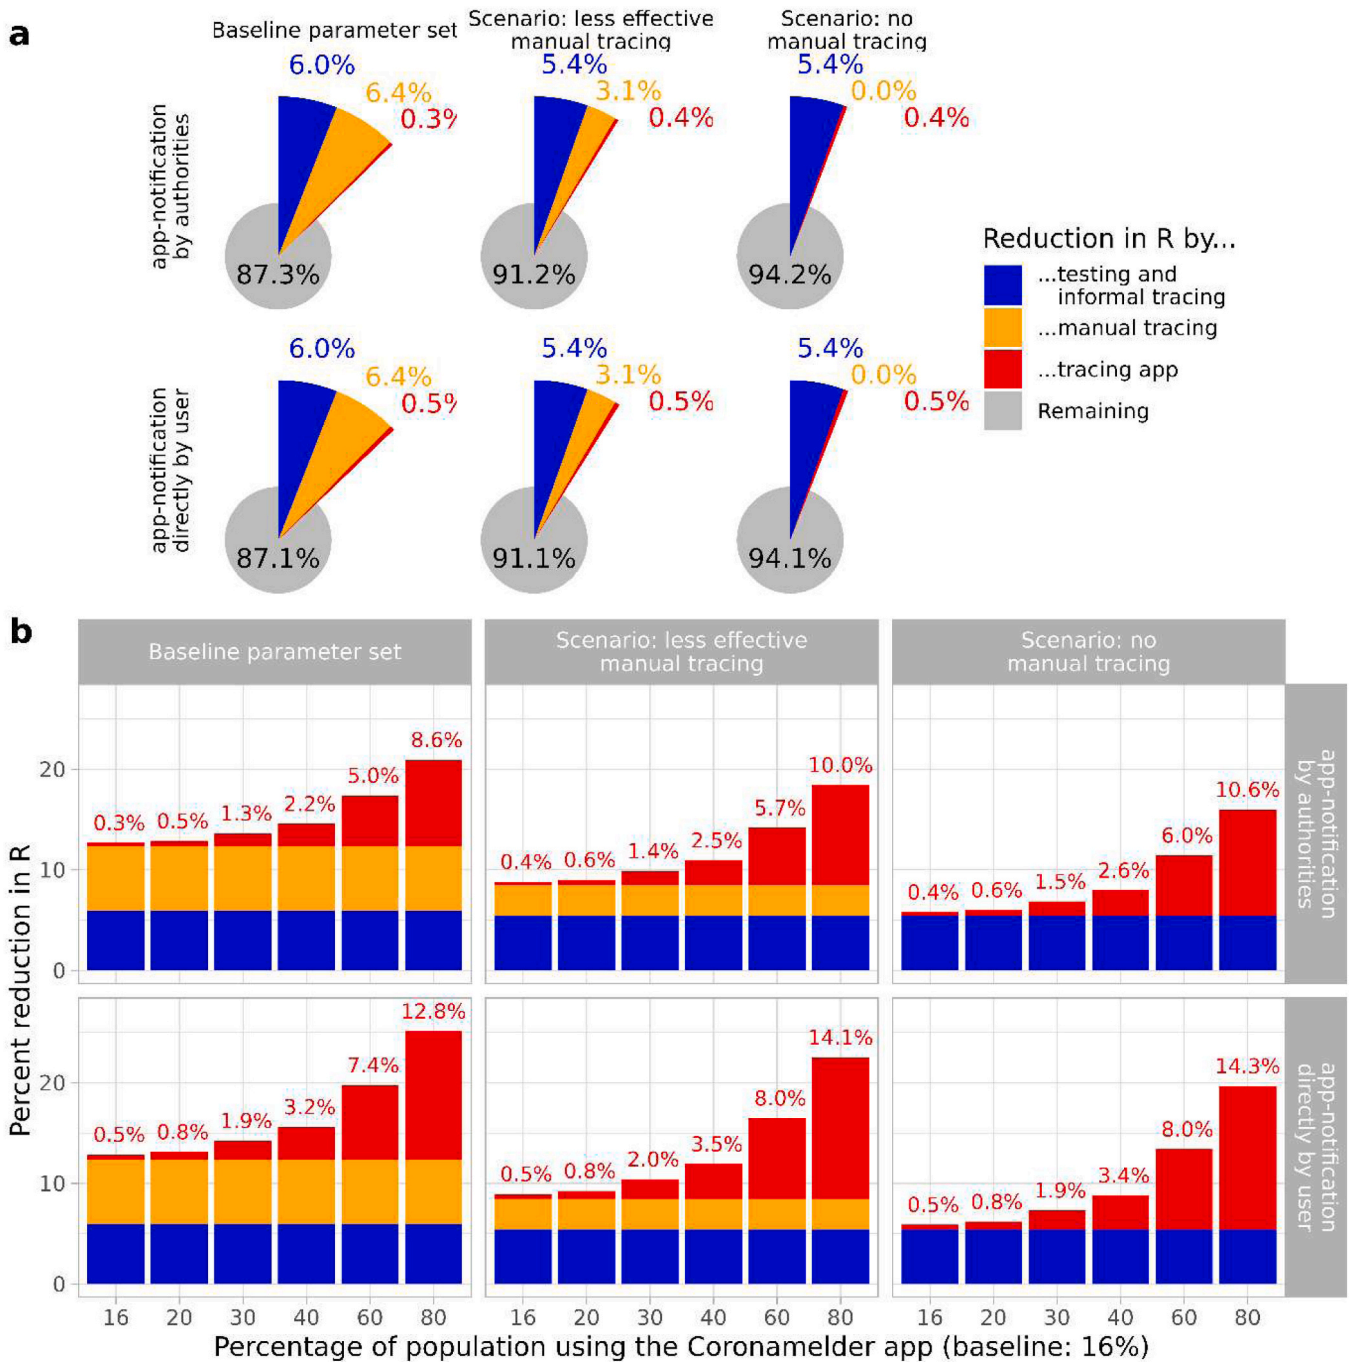 a
Baseline parameter set
Scenario: less effective
manual tracing
Scenario: no
manual tracing
app-notification
by authorities
6.0%
6.4%
0.3%
87.3%
5.4%
3.1%
0.4%
91.2%
5.4%
0.0%
0.4%
94.2%
app-notification
directly by user
6.0%
6.4%
0.5%
87.1%
5.4%
3.1%
0.5%
91.1%
5.4%
0.0%
0.5%
94.1%
Reduction in R by...
...testing and
informal tracing
...manual tracing
...tracing app
Remaining
b
Baseline parameter set
Scenario: less effective
manual tracing
Scenario: no
manual tracing
Percent reduction in R
20
10
0
0.3% 0.5% 1.3% 2.2% 5.0% 8.6%
0.4% 0.6% 1.4% 2.5% 5.7% 10.0%
0.4% 0.6% 1.5% 2.6% 6.0% 10.6%
app-notification
by authorities
20
10
0
0.5% 0.8% 1.9% 3.2% 7.4% 12.8%
0.5% 0.8% 2.0% 3.5% 8.0% 14.1%
0.5% 0.8% 1.9% 3.4% 8.0% 14.3%
app-notification
directly by user
16 20 30 40 60 80
16 20 30 40 60 80
16 20 30 40 60 80
Percentage of population using the Coronamelder app (baseline: 16%)